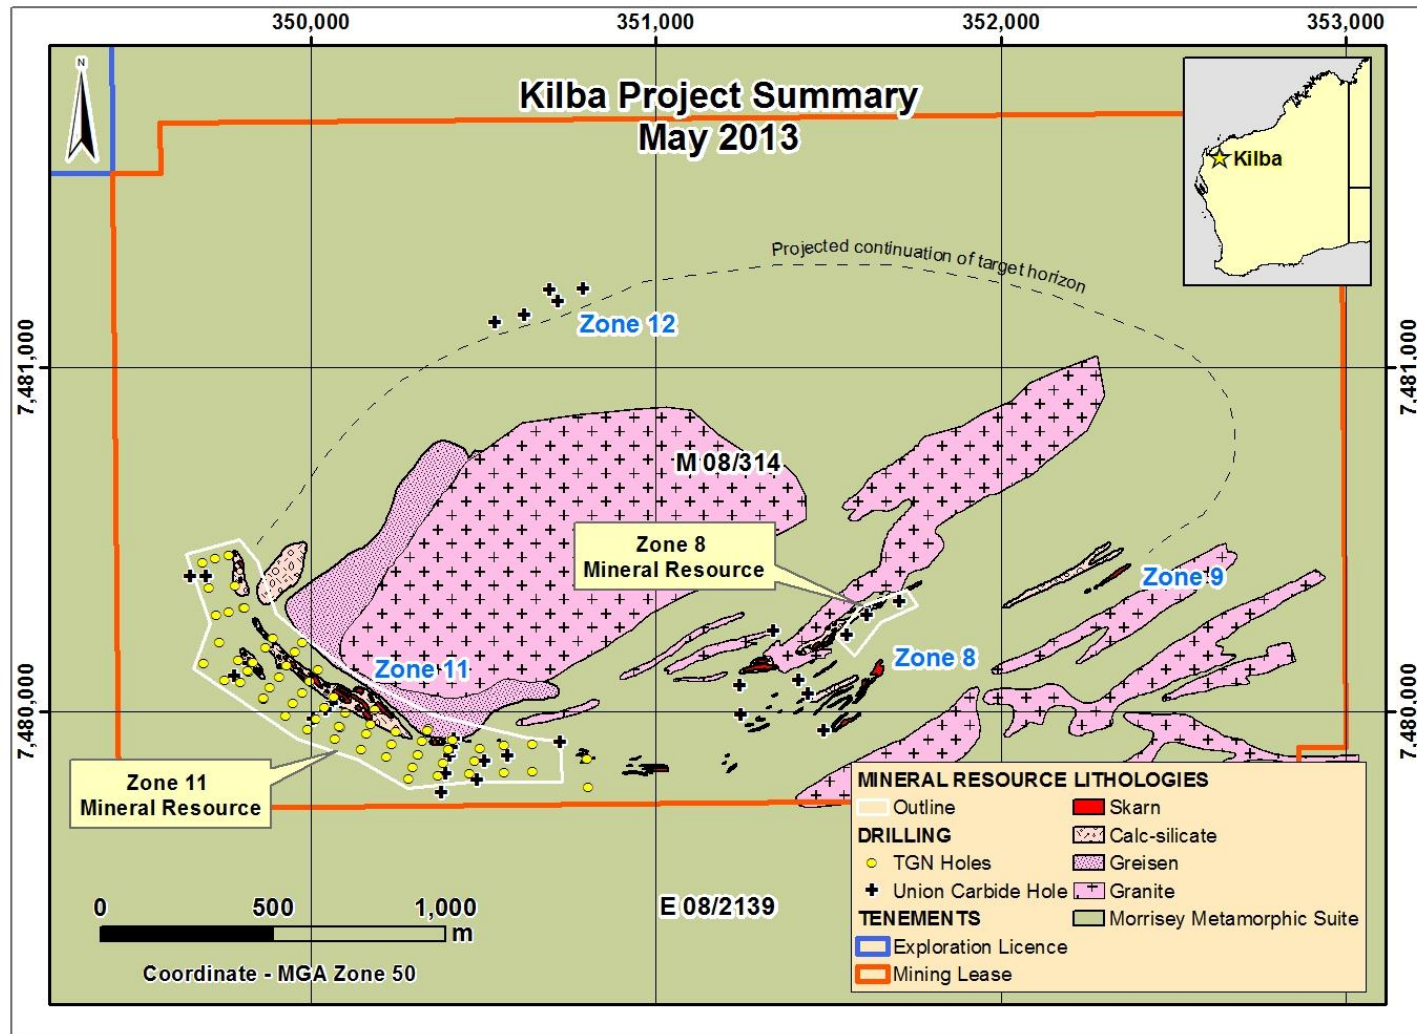 350,000
351,000
352,000
353,000
N
Kilba Project Summary
May 2013
Kilba
Projected continuation of target horizon
Zone 12
7,481,000
7,481,000
M 08/314
Zone 8
Mineral Resource
Zone 9
Zone 8
Zone 11
7,480,000
7,480,000
Zone 11
Mineral Resource
E 08/2139
0 500 1,000
m
Coordinate - MGA Zone 50
MINERAL RESOURCE LITHOLOGIES
Outline Skarn
DRILLING Calc-silicate
TGN Holes Greisen
Union Carbide Hole Granite
TENEMENTS Morrisey Metamorphic Suite
Exploration Licence
Mining Lease